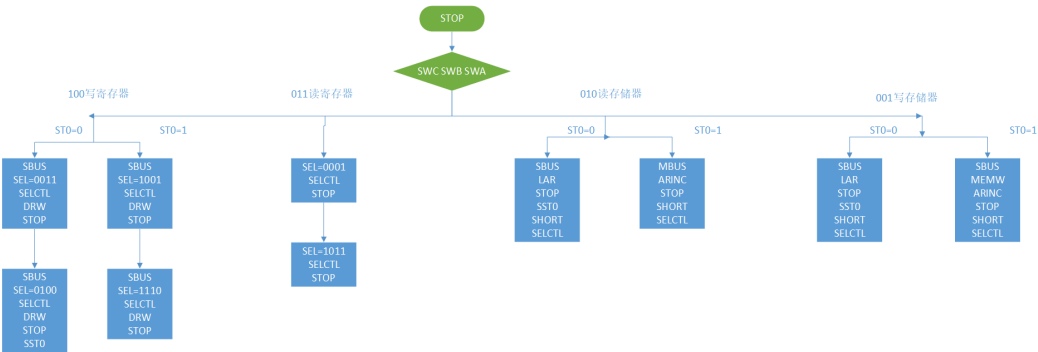 STOP
SWC SWB SWA
100写寄存器
011读寄存器
010读存储器
001写存储器
ST0=0
ST0=1
ST0=0
ST0=1
ST0=0
ST0=1
SBUS
SEL=0011
SELCTL
DRW
STOP
SBUS
SEL=1001
SELCTL
DRW
STOP
SEL=0001
SELCTL
STOP
SBUS
LAR
STOP
SST0
SHORT
SELCTL
MBUS
ARINC
STOP
SHORT
SELCTL
SBUS
LAR
STOP
SST0
SHORT
SELCTL
SBUS
MEMW
ARINC
STOP
SHORT
SELCTL
SBUS
SEL=0100
SELCTL
DRW
STOP
SST0
SBUS
SEL=1110
SELCTL
DRW
STOP
SEL=1011
SELCTL
STOP